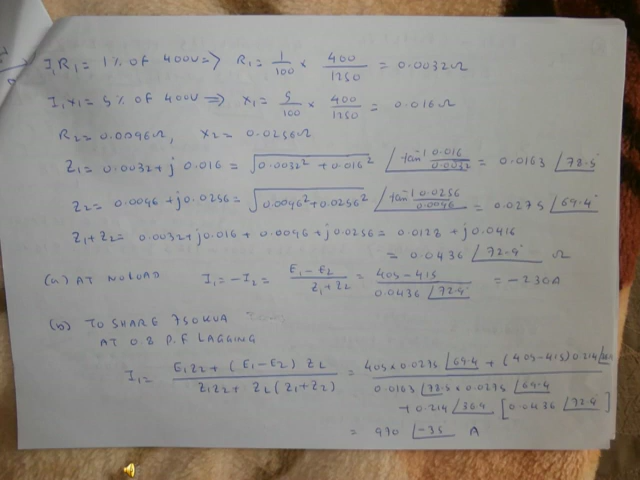 I₁R₁ = 1% OF 400V => R₁ = 1/100 × 400/1250 = 0.0032Ω
I₁X₁ = 5% OF 400V => X₁ = 5/100 × 400/1250 = 0.016Ω
R₂ = 0.0096Ω, X₂ = 0.0256Ω
Z₁ = 0.0032 + j 0.016 = √(0.0032² + 0.016²) ∠tan⁻¹ 0.016/0.0032 = 0.0163 ∠78.5
Z₂ = 0.0096 + j0.0256 = √(0.0096² + 0.0256²) ∠tan⁻¹ 0.0256/0.0096 = 0.0275 ∠69.4
Z₁+Z₂ = 0.0032 + j0.016 + 0.0096 + j0.0256 = 0.0128 + j0.0416
= 0.0436 ∠72.9 Ω
(a) AT NO LOAD I₁ = -I₂ = (E₁ - E₂)/(Z₁ + Z₂) = (405 - 415)/(0.0436 ∠72.9) = -230A
(b) TO SHARE 750KVA
AT 0.8 P.F LAGGING
I₁ = (E₁Z₂ + (E₁ - E₂) ZL)/(Z₁Z₂ + ZL (Z₁ + Z₂)) = (405 × 0.0275 ∠69.4 + (405 - 415) 0.214 ∠36.9)/(0.0163 ∠78.5 × 0.0275 ∠69.4
+ 0.214 ∠36.9 [0.0436 ∠72.9])
= 970 ∠-35 A